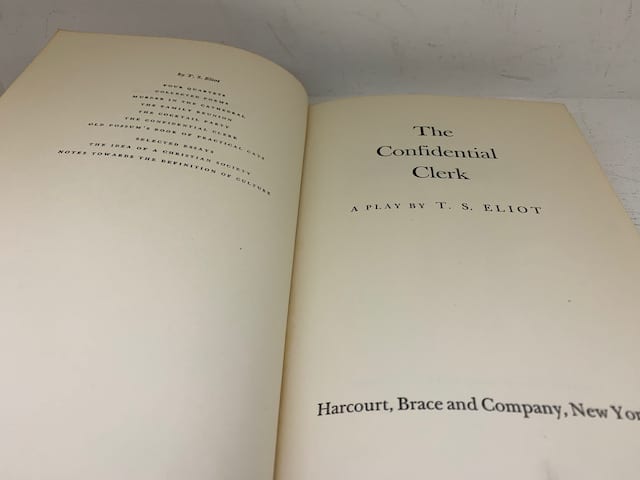 by T. S. Eliot
FOUR QUARTETS
COLLECTED POEMS
MURDER IN THE CATHEDRAL
THE FAMILY REUNION
THE COCKTAIL PARTY
THE CONFIDENTIAL CLERK
OLD POSSUM'S BOOK OF PRACTICAL CATS
SELECTED ESSAYS
THE IDEA OF A CHRISTIAN SOCIETY
NOTES TOWARDS THE DEFINITION OF CULTURE
The
Confidential
Clerk
A PLAY BY T. S. ELIOT
Harcourt, Brace and Company, New Yor